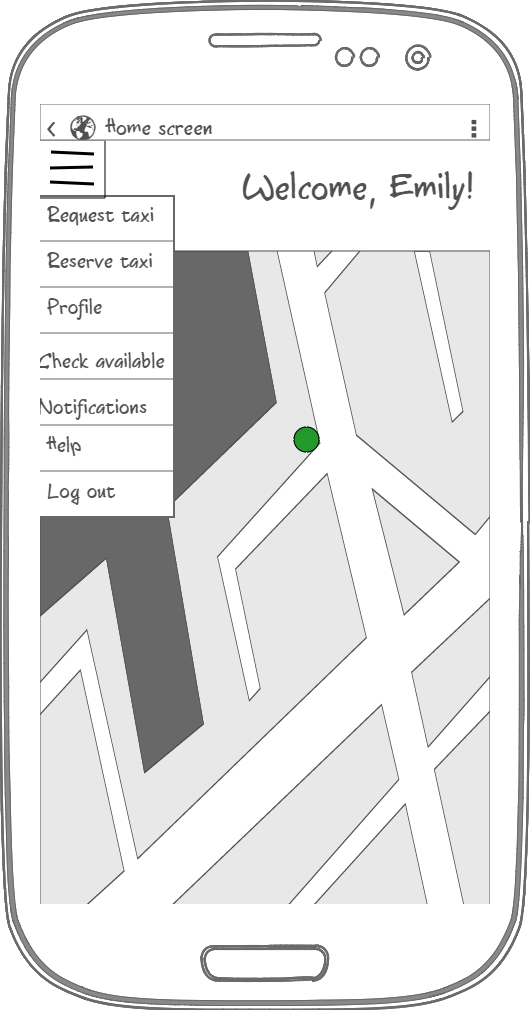 Home screen
Welcome, Emily!
Request taxi
Reserve taxi
Profile
Check available
Notifications
Help
Log out